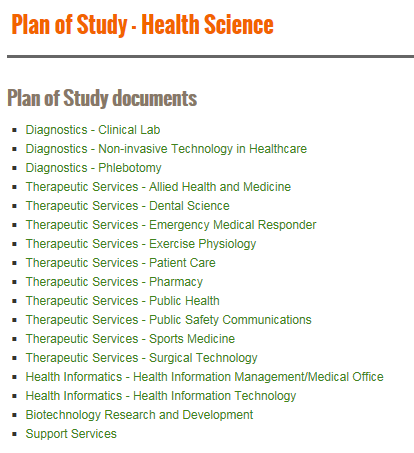 Plan of Study - Health Science
Plan of Study documents
Diagnostics - Clinical Lab
Diagnostics - Non-invasive Technology in Healthcare
Diagnostics - Phlebotomy
Therapeutic Services - Allied Health and Medicine
Therapeutic Services - Dental Science
Therapeutic Services - Emergency Medical Responder
Therapeutic Services - Exercise Physiology
Therapeutic Services - Patient Care
Therapeutic Services - Pharmacy
Therapeutic Services - Public Health
Therapeutic Services - Public Safety Communications
Therapeutic Services - Sports Medicine
Therapeutic Services - Surgical Technology
Health Informatics - Health Information Management/Medical Office
Health Informatics - Health Information Technology
Biotechnology Research and Development
Support Services